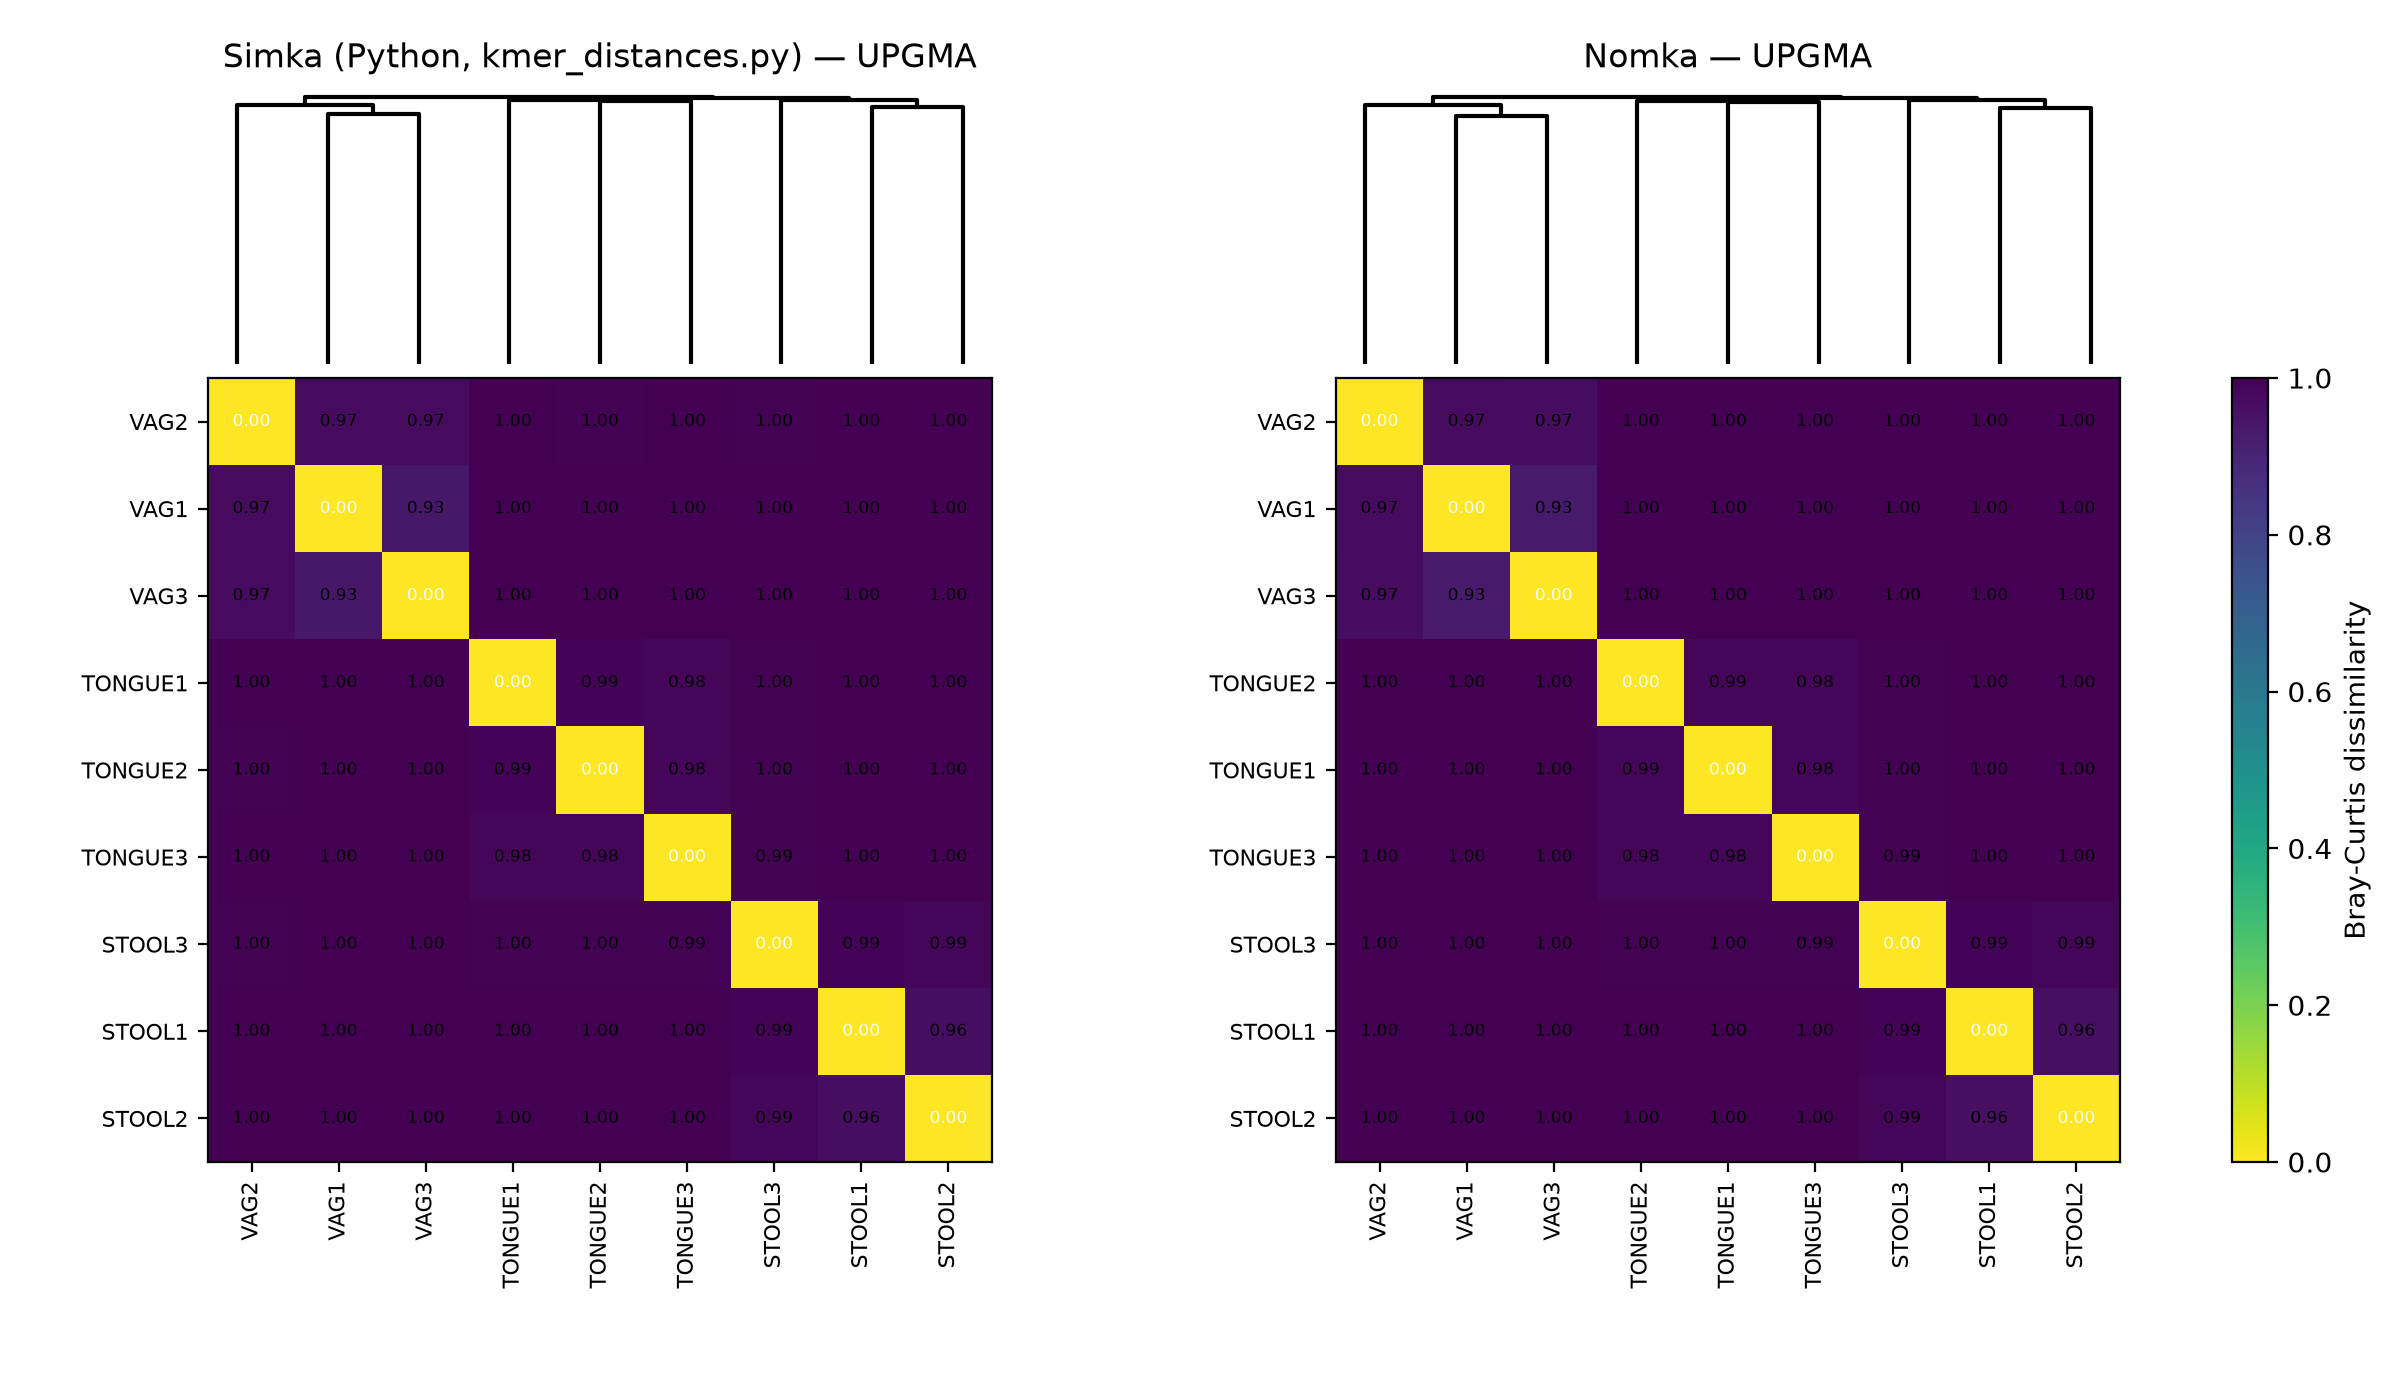 Simka (Python, kmer_distances.py) — UPGMA
VAG2 0.00 0.97 0.97 1.00 1.00 1.00 1.00 1.00 1.00
VAG1 0.97 0.00 0.93 1.00 1.00 1.00 1.00 1.00 1.00
VAG3 0.97 0.93 0.00 1.00 1.00 1.00 1.00 1.00 1.00
TONGUE1 1.00 1.00 1.00 0.00 0.99 0.98 1.00 1.00 1.00
TONGUE2 1.00 1.00 1.00 0.99 0.00 0.98 1.00 1.00 1.00
TONGUE3 1.00 1.00 1.00 0.98 0.98 0.00 0.99 1.00 1.00
STOOL3 1.00 1.00 1.00 1.00 1.00 0.99 0.00 0.99 0.99
STOOL1 1.00 1.00 1.00 1.00 1.00 1.00 0.99 0.00 0.96
STOOL2 1.00 1.00 1.00 1.00 1.00 1.00 0.99 0.96 0.00
VAG2 VAG1 VAG3 TONGUE1 TONGUE2 TONGUE3 STOOL3 STOOL1 STOOL2
Nomka — UPGMA
VAG2 0.00 0.97 0.97 1.00 1.00 1.00 1.00 1.00 1.00
VAG1 0.97 0.00 0.93 1.00 1.00 1.00 1.00 1.00 1.00
VAG3 0.97 0.93 0.00 1.00 1.00 1.00 1.00 1.00 1.00
TONGUE2 1.00 1.00 1.00 0.00 0.99 0.98 1.00 1.00 1.00
TONGUE1 1.00 1.00 1.00 0.99 0.00 0.98 1.00 1.00 1.00
TONGUE3 1.00 1.00 1.00 0.98 0.98 0.00 0.99 1.00 1.00
STOOL3 1.00 1.00 1.00 1.00 1.00 0.99 0.00 0.99 0.99
STOOL1 1.00 1.00 1.00 1.00 1.00 1.00 0.99 0.00 0.96
STOOL2 1.00 1.00 1.00 1.00 1.00 1.00 0.99 0.96 0.00
VAG2 VAG1 VAG3 TONGUE2 TONGUE1 TONGUE3 STOOL3 STOOL1 STOOL2
1.0
0.8
0.6
0.4
0.2
0.0
Bray-Curtis dissimilarity